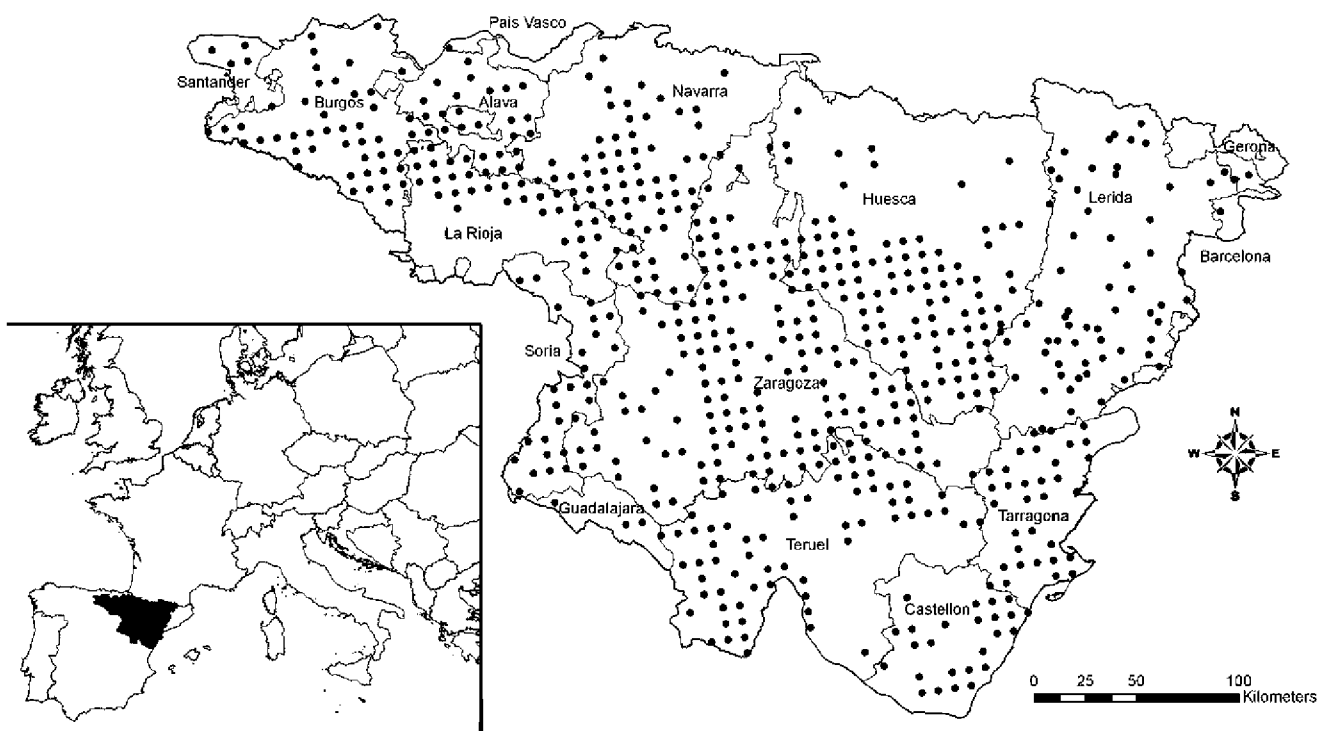 Pais Vasco
Santander
Burgos
Alava
Navarra
Gerona
Huesca
Lerida
La Rioja
Barcelona
Soria
Zaragoza
N
W
E
S
Guadalajara
Tarragona
Teruel
Castellon
0 25 50 100
Kilometers